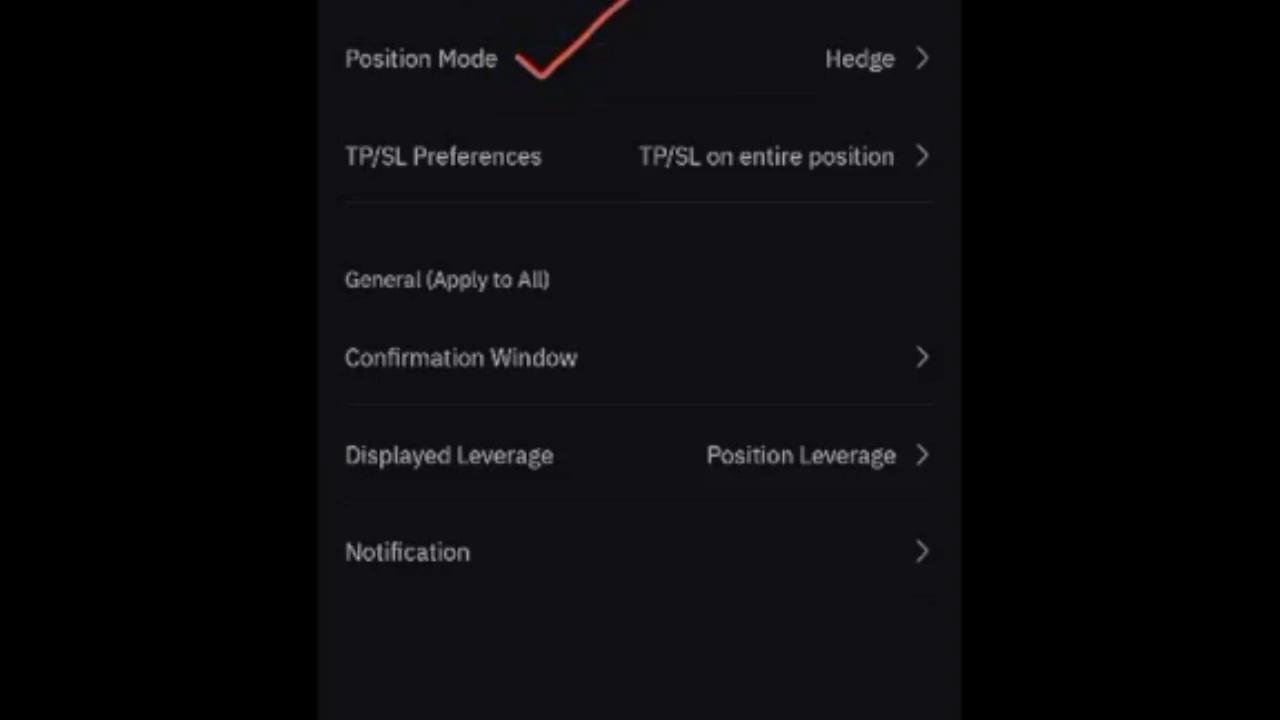 Position Mode Hedge
TP/SL Preferences TP/SL on entire position
General (Apply to All)
Confirmation Window
Displayed Leverage Position Leverage
Notification